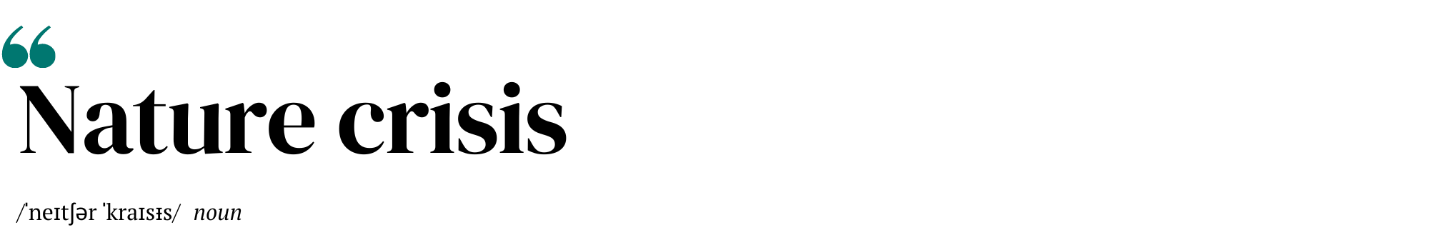 “
Nature crisis
/ˈneɪtʃər ˈkraɪsɪs/ noun